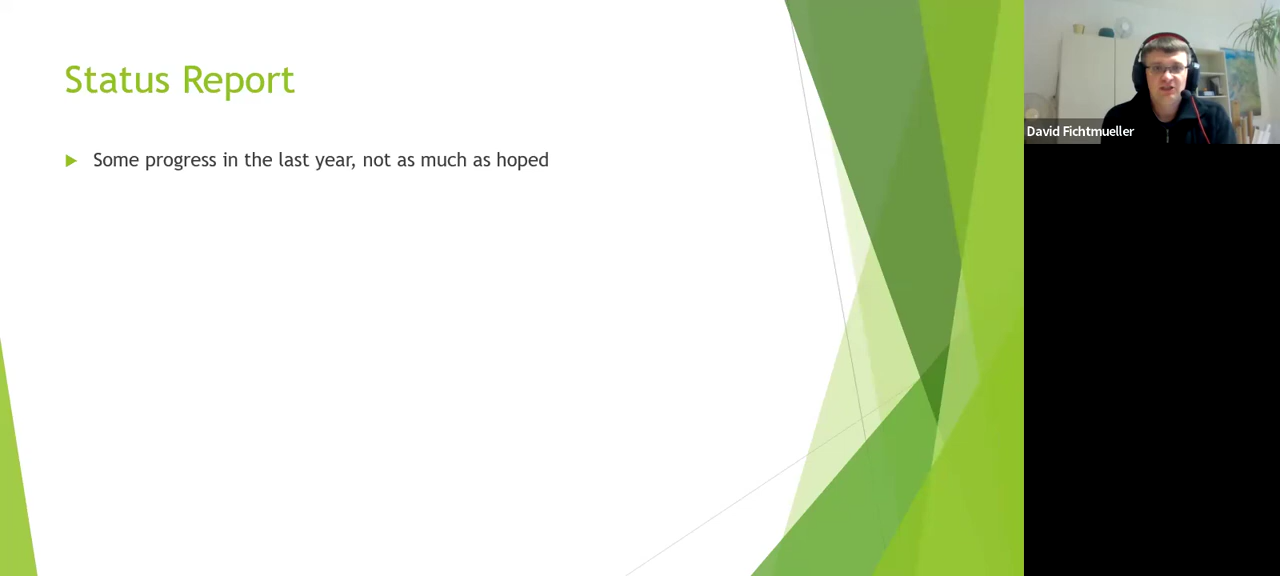 Status Report
Some progress in the last year, not as much as hoped
David Fichtmueller